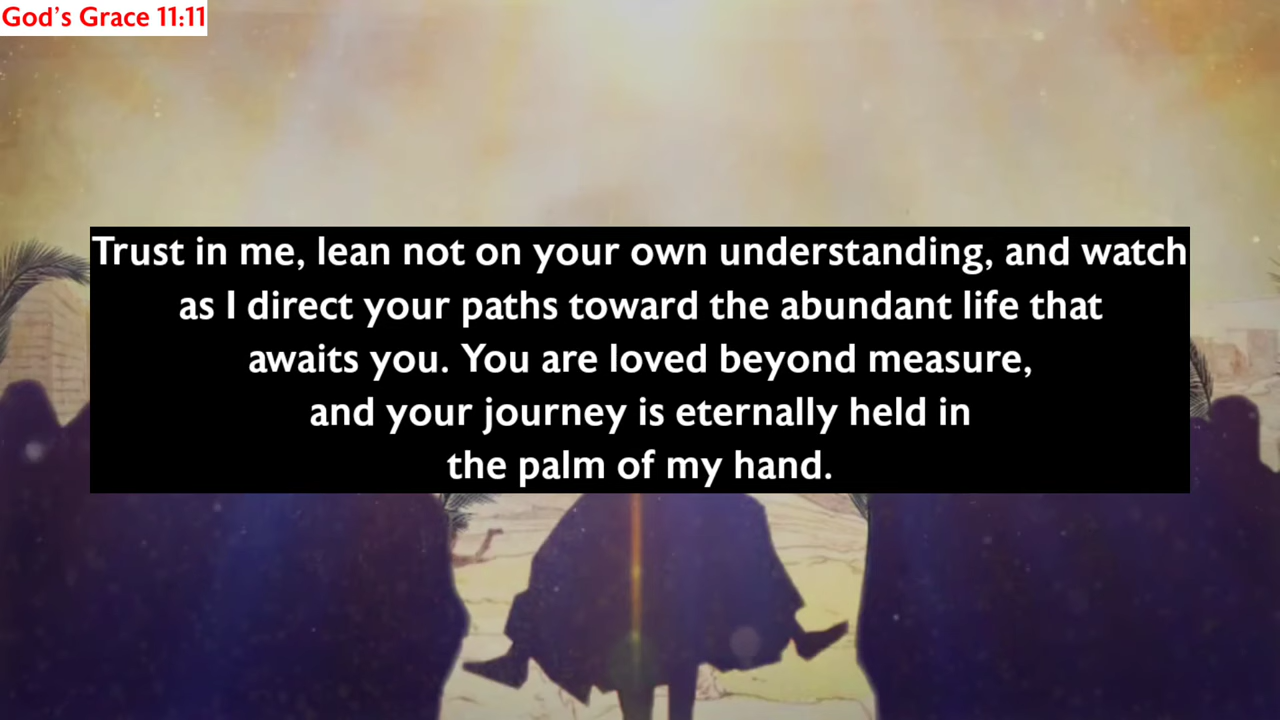 God's Grace 11:11
Trust in me, lean not on your own understanding, and watch
as I direct your paths toward the abundant life that
awaits you. You are loved beyond measure,
and your journey is eternally held in
the palm of my hand.